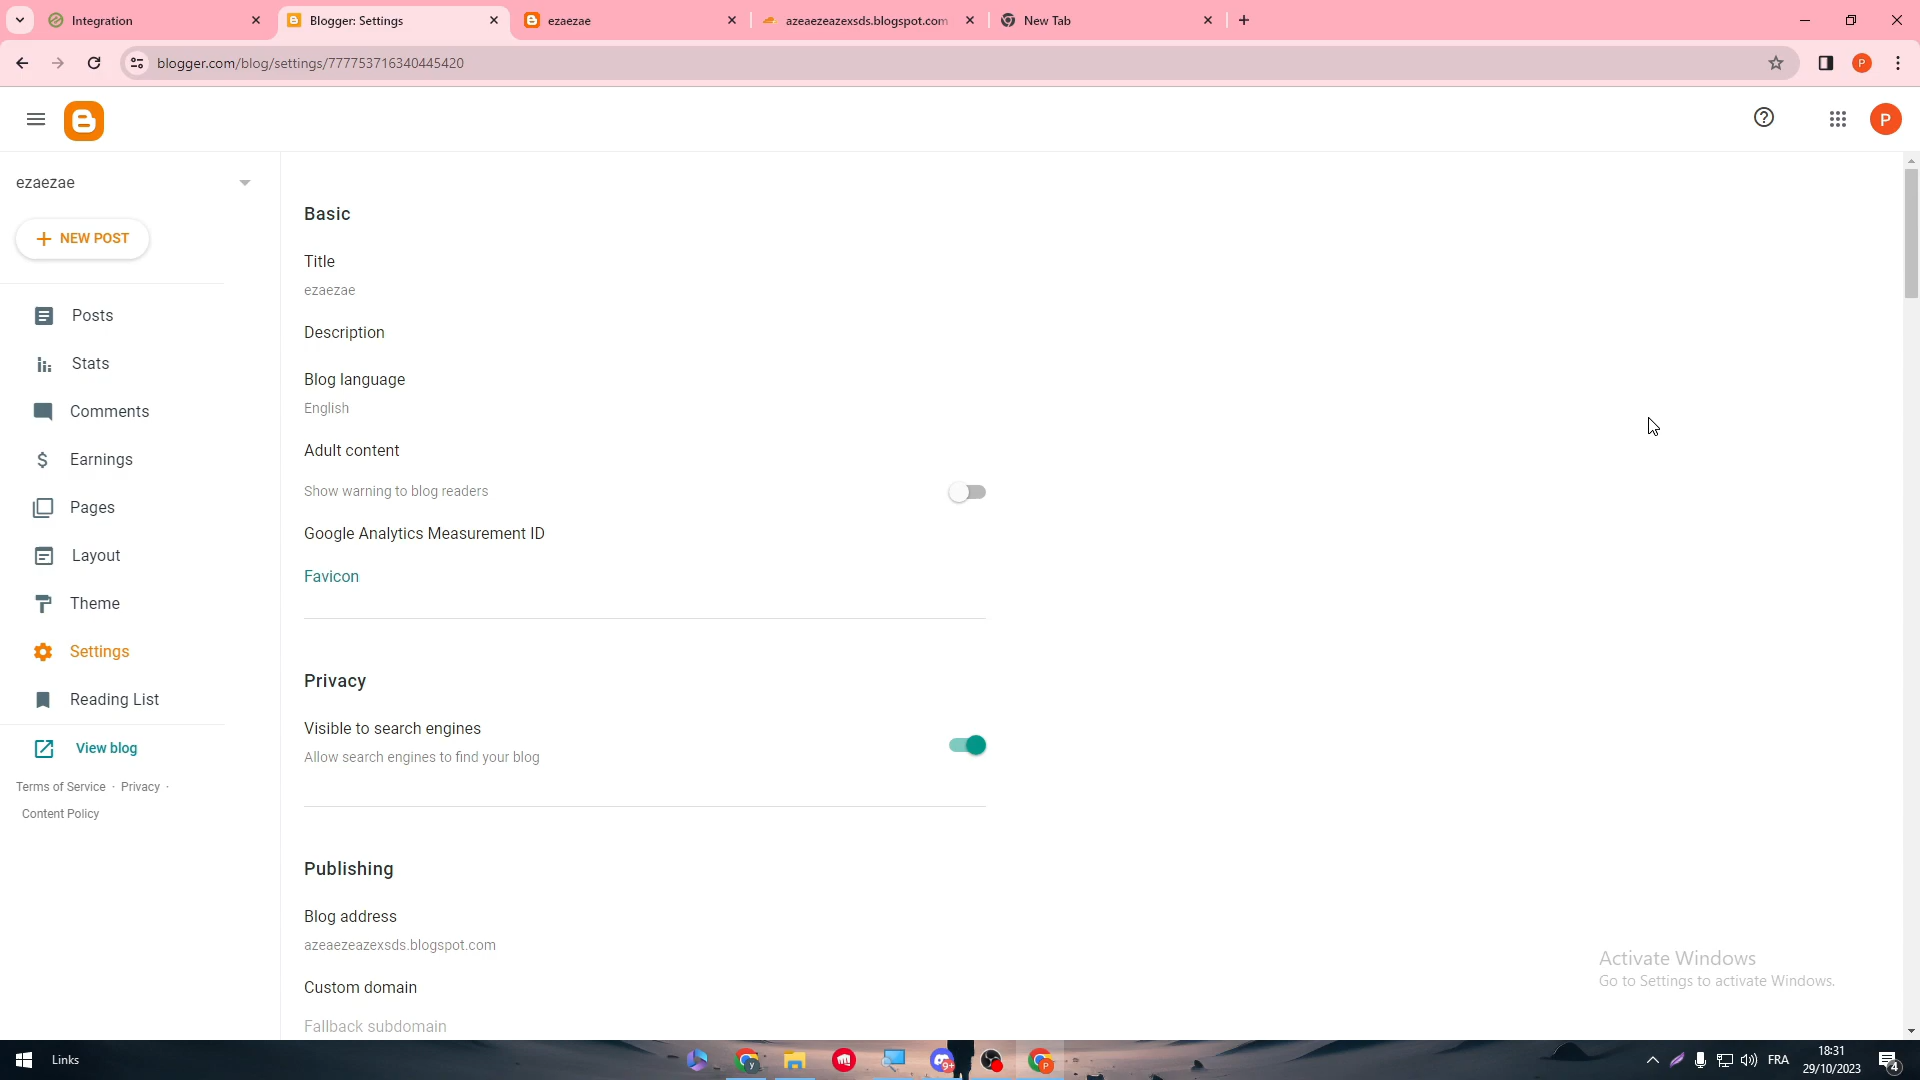 Integration
Blogger: Settings
ezaezae
azeaezeazexsds.blogspot.com
New Tab
blogger.com/blog/settings/777753716340445420
P
P
ezaezae
NEW POST
Posts
Stats
Comments
Earnings
Pages
Layout
Theme
Settings
Reading List
View blog
Terms of Service · Privacy ·
Content Policy
Basic
Title
ezaezae
Description
Blog language
English
Adult content
Show warning to blog readers
Google Analytics Measurement ID
Favicon
Privacy
Visible to search engines
Allow search engines to find your blog
Publishing
Blog address
azeaezeazexsds.blogspot.com
Custom domain
Fallback subdomain
Activate Windows
Go to Settings to activate Windows.
Links
y
9+
P
FRA
18:31
29/10/2023
4